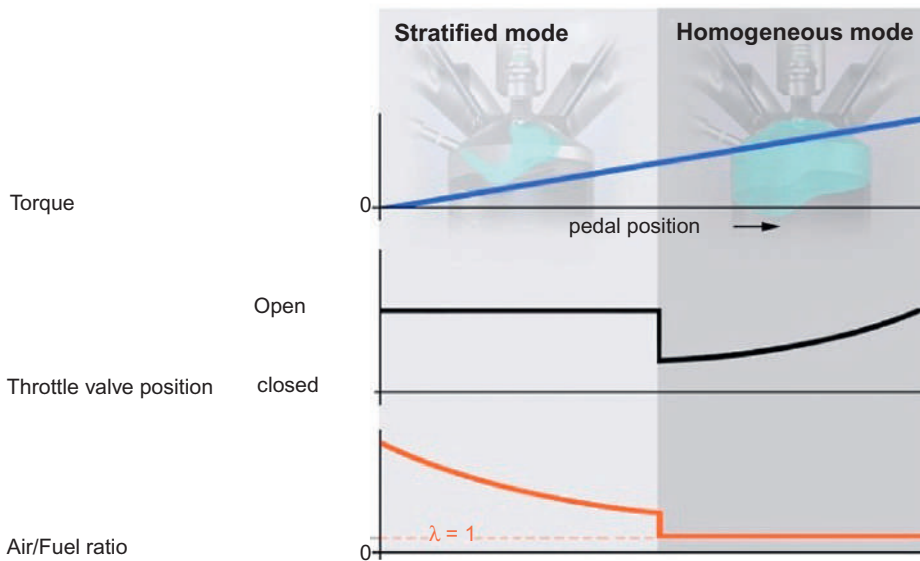 Stratified mode
Homogeneous mode
Torque
0
pedal position
Open
Throttle valve position
closed
λ = 1
Air/Fuel ratio
0